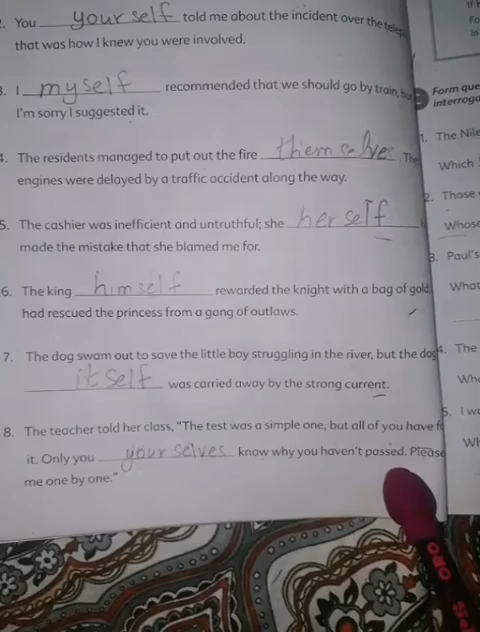 2. You your self told me about the incident over the
that was how I knew you were involved.
3. I myself recommended that we should go by train,
I'm sorry I suggested it.
4. The residents managed to put out the fire them selves. The
engines were delayed by a traffic accident along the way.
5. The cashier was inefficient and untruthful; she her self
made the mistake that she blamed me for.
6. The king himself rewarded the knight with a bag of gold
had rescued the princess from a gang of outlaws.
7. The dog swam out to save the little boy struggling in the river, but the dog
itself was carried away by the strong current.
8. The teacher told her class, "The test was a simple one, but all of you have
it. Only you your selves know why you haven't passed. Please
me one by one."
Form que
interroga
1. The Nile
Which
2. Those
Whose
3. Paul's
What
4. The
5. I
ORO